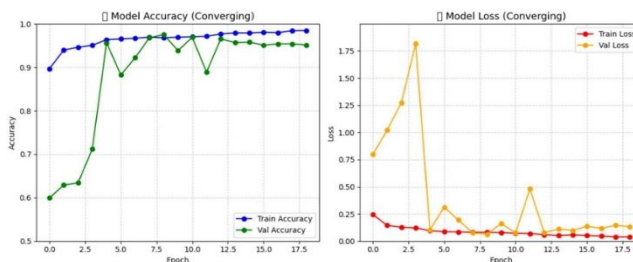 Model Accuracy (Converging)
1.0
0.9
0.8
0.7
0.6
0.5
Accuracy
0.0 2.5 5.0 7.5 10.0 12.5 15.0 17.5
Epoch
Train Accuracy
Val Accuracy
Model Loss (Converging)
1.75
1.50
1.25
1.00
0.75
0.50
0.25
0.00
Loss
0.0 2.5 5.0 7.5 10.0 12.5 15.0 17.5
Epoch
Train Loss
Val Loss